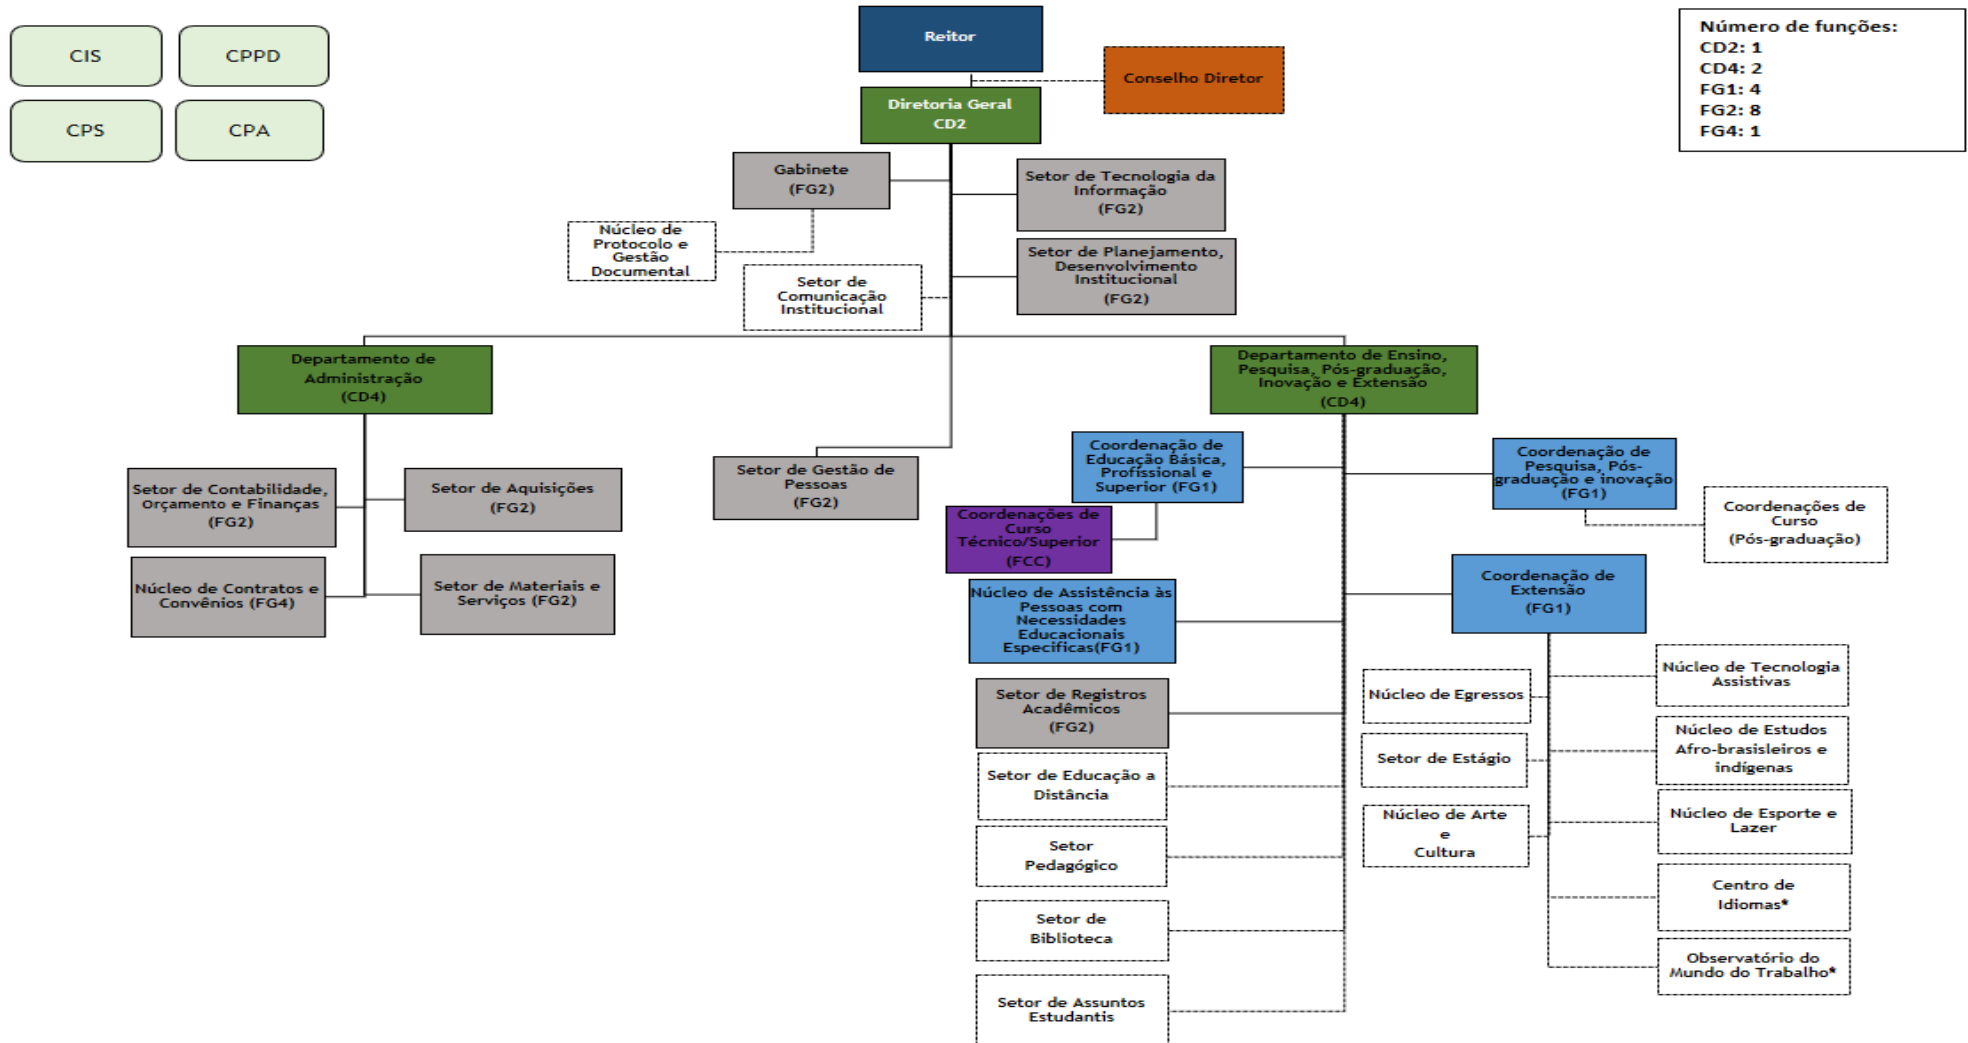 CIS
CPPD
CPS
CPA
Reitor
Conselho Diretor
Diretoria Geral
CD2
Número de funções:
CD2: 1
CD4: 2
FG1: 4
FG2: 8
FG4: 1
Gabinete
(FG2)
Setor de Tecnologia da
Informação
(FG2)
Núcleo de
Protocolo e
Gestão
Documental
Setor de Planejamento,
Desenvolvimento
Institucional
(FG2)
Setor de
Comunicação
Institucional
Departamento de
Administração
(CD4)
Departamento de Ensino,
Pesquisa, Pós-graduação,
Inovação e Extensão
(CD4)
Setor de Contabilidade,
Orçamento e Finanças
(FG2)
Setor de Aquisições
(FG2)
Núcleo de Contratos e
Convênios (FG4)
Setor de Materiais e
Serviços (FG2)
Setor de Gestão de
Pessoas
(FG2)
Coordenação de
Educação Básica,
Profissional e
Superior (FG1)
Coordenações de
Curso
Técnico/Superior
(FCC)
Núcleo de Assistência às
Pessoas com
Necessidades
Educacionais
Especificas(FG1)
Setor de Registros
Acadêmicos
(FG2)
Setor de Educação a
Distância
Setor
Pedagógico
Setor de
Biblioteca
Setor de Assuntos
Estudantis
Coordenação de
Pesquisa, Pós-
graduação e inovação
(FG1)
Coordenações de
Curso
(Pós-graduação)
Coordenação de
Extensão
(FG1)
Núcleo de Egressos
Setor de Estágio
Núcleo de Arte
e
Cultura
Núcleo de Tecnologia
Assistivas
Núcleo de Estudos
Afro-brasisleiros e
indígenas
Núcleo de Esporte e
Lazer
Centro de
Idiomas*
Observatório do
Mundo do Trabalho*